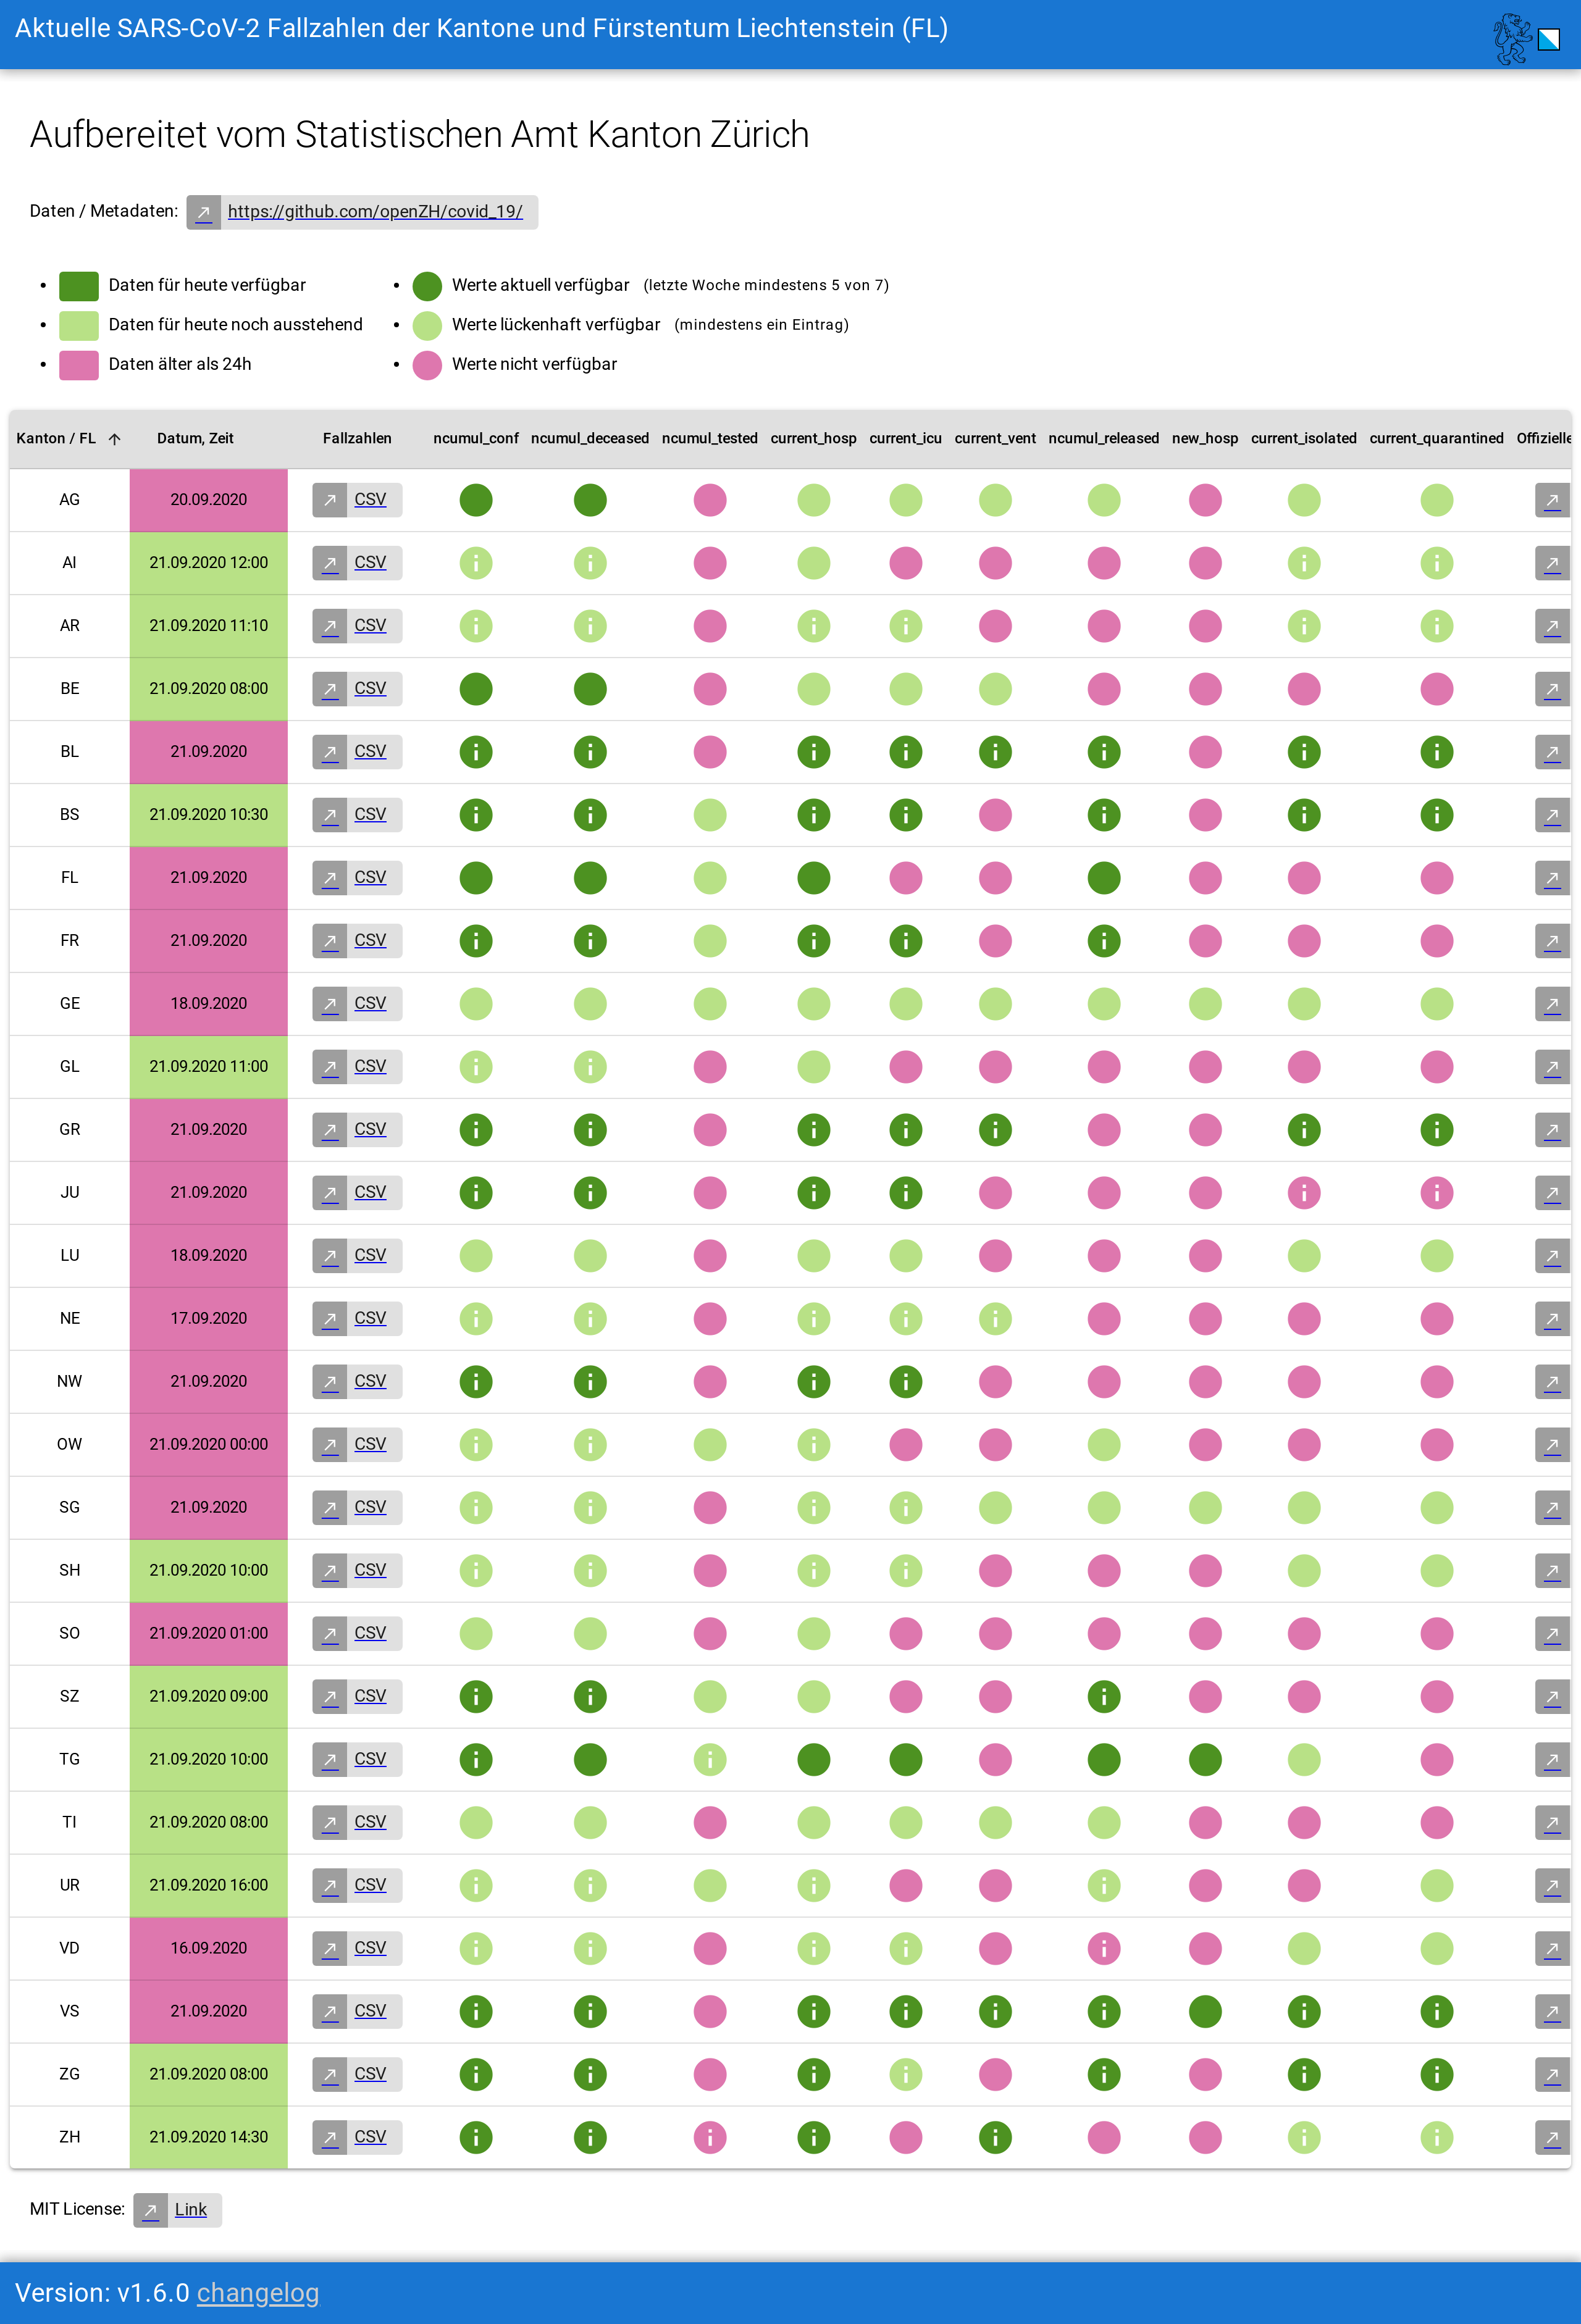 Aktuelle SARS-CoV-2 Fallzahlen der Kantone und Fürstentum Liechtenstein (FL)
Aufbereitet vom Statistischen Amt Kanton Zürich
Daten / Metadaten: https://github.com/openZH/covid_19/
Daten für heute verfügbar
Daten für heute noch ausstehend
Daten älter als 24h
Werte aktuell verfügbar (letzte Woche mindestens 5 von 7)
Werte lückenhaft verfügbar (mindestens ein Eintrag)
Werte nicht verfügbar
Kanton / FL Datum, Zeit Fallzahlen ncumul_conf ncumul_deceased ncumul_tested current_hosp current_icu current_vent ncumul_released new_hosp current_isolated current_quarantined Offizielle
AG 20.09.2020 CSV
AI 21.09.2020 12:00 CSV
AR 21.09.2020 11:10 CSV
BE 21.09.2020 08:00 CSV
BL 21.09.2020 CSV
BS 21.09.2020 10:30 CSV
FL 21.09.2020 CSV
FR 21.09.2020 CSV
GE 18.09.2020 CSV
GL 21.09.2020 11:00 CSV
GR 21.09.2020 CSV
JU 21.09.2020 CSV
LU 18.09.2020 CSV
NE 17.09.2020 CSV
NW 21.09.2020 CSV
OW 21.09.2020 00:00 CSV
SG 21.09.2020 CSV
SH 21.09.2020 10:00 CSV
SO 21.09.2020 01:00 CSV
SZ 21.09.2020 09:00 CSV
TG 21.09.2020 10:00 CSV
TI 21.09.2020 08:00 CSV
UR 21.09.2020 16:00 CSV
VD 16.09.2020 CSV
VS 21.09.2020 CSV
ZG 21.09.2020 08:00 CSV
ZH 21.09.2020 14:30 CSV
MIT License: Link
Version: v1.6.0 changelog